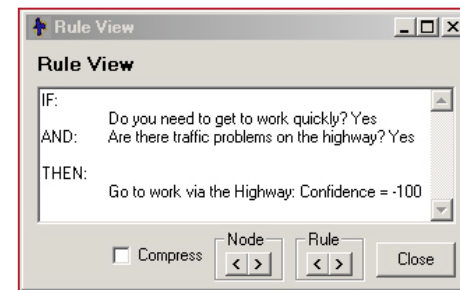 Rule View
Rule View
IF:
Do you need to get to work quickly? Yes
AND: Are there traffic problems on the highway? Yes
THEN:
Go to work via the Highway: Confidence = -100
Compress
Node
< >
Rule
< >
Close